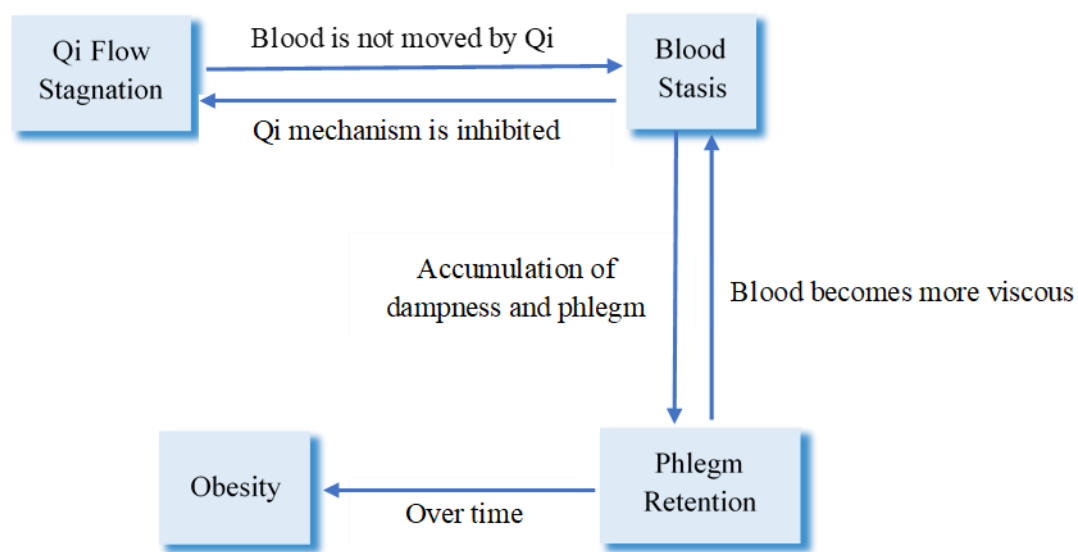 Qi Flow
Stagnation
Blood is not moved by Qi
Blood
Stasis
Qi mechanism is inhibited
Accumulation of
dampness and phlegm
Blood becomes more viscous
Obesity
Over time
Phlegm
Retention